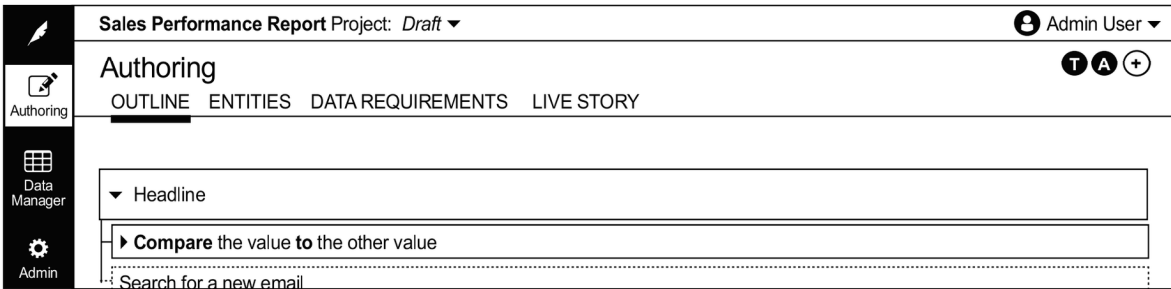 Sales Performance Report Project: Draft
Admin User
Authoring
T A +
OUTLINE ENTITIES DATA REQUIREMENTS LIVE STORY
Authoring
Data
Manager
Admin
Headline
Compare the value to the other value
Search for a new email